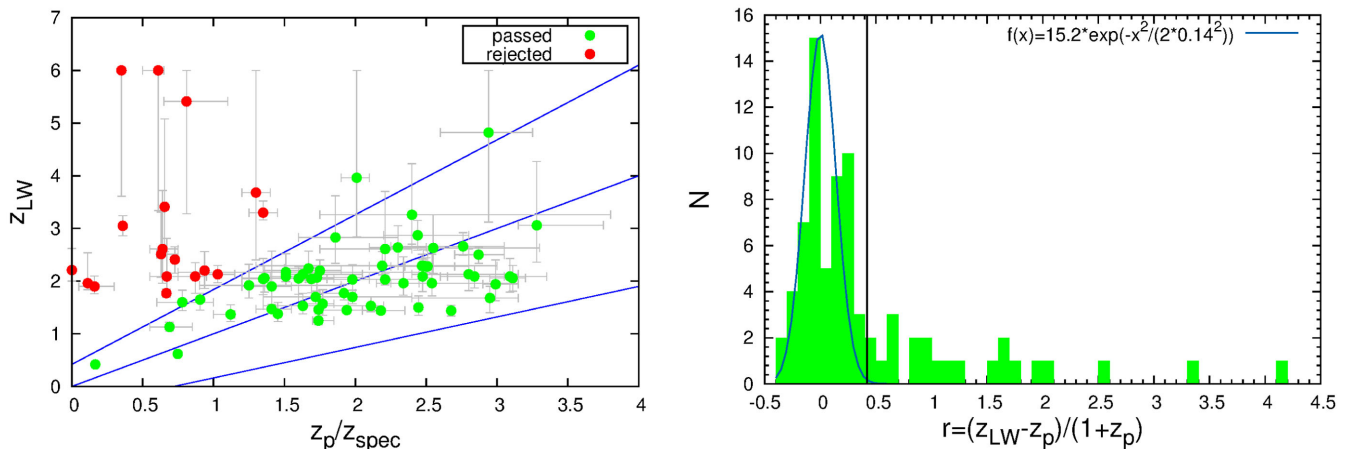 7
6
5
4
3
2
1
0
z_LW
passed
rejected
0 0.5 1 1.5 2 2.5 3 3.5 4
z_p/z_spec
16
14
12
10
8
6
4
2
0
N
f(x)=15.2*exp(-x^2/(2*0.14^2))
-0.5 0 0.5 1 1.5 2 2.5 3 3.5 4 4.5
r=(z_LW-z_p)/(1+z_p)